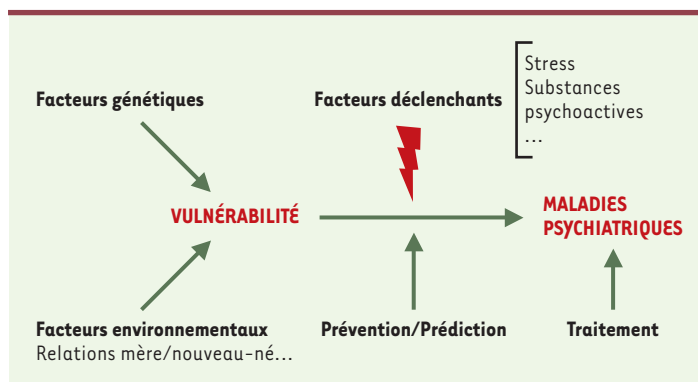 Facteurs génétiques
Facteurs déclenchants
Stress
Substances
psychoactives
...
VULNÉRABILITÉ
MALADIES
PSYCHIATRIQUES
Facteurs environnementaux
Relations mère/nouveau-né...
Prévention/Prédiction
Traitement